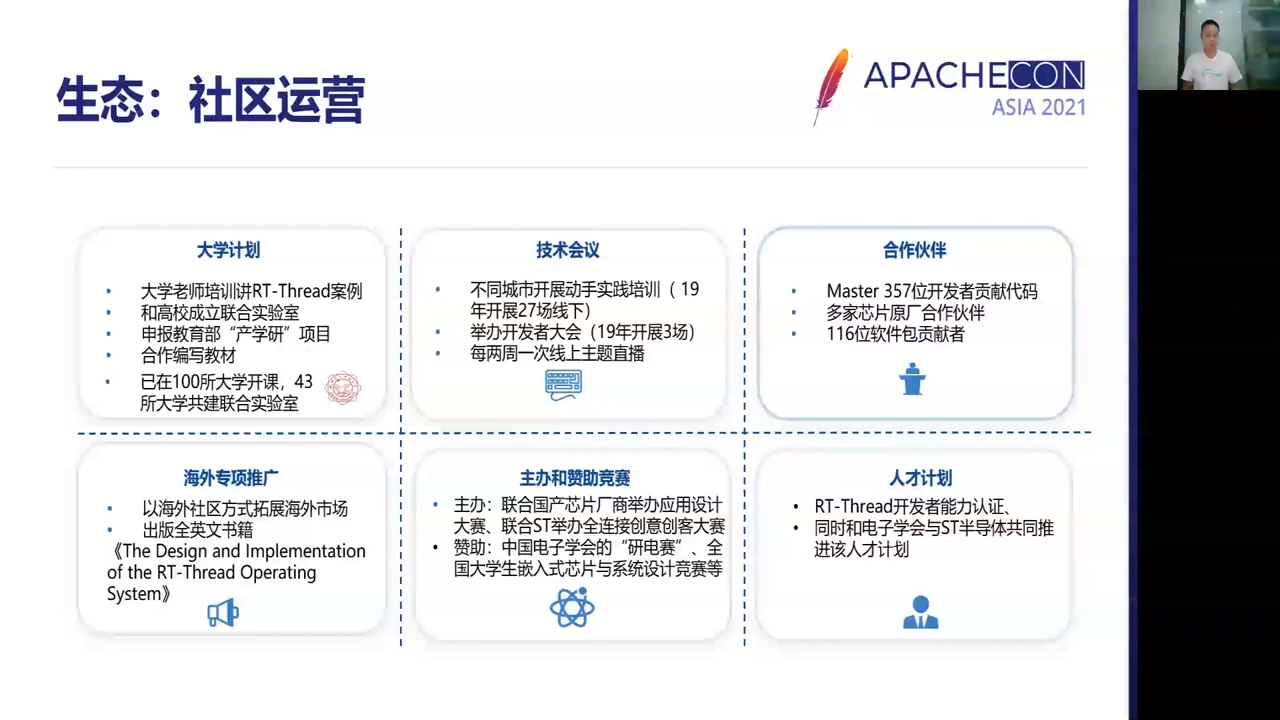 生态：社区运营
APACHECON
ASIA 2021
大学计划
• 大学老师培训讲RT-Thread案例
• 和高校成立联合实验室
• 申报教育部“产学研”项目
• 合作编写教材
• 已在100所大学开课，43
所大学共建联合实验室
技术会议
• 不同城市开展动手实践培训（ 19
年开展27场线下）
• 举办开发者大会（19年开展3场）
• 每两周一次线上主题直播
合作伙伴
• Master 357位开发者贡献代码
• 多家芯片原厂合作伙伴
• 116位软件包贡献者
海外专项推广
• 以海外社区方式拓展海外市场
• 出版全英文书籍
《The Design and Implementation
of the RT-Thread Operating
System》
主办和赞助竞赛
• 主办：联合国产芯片厂商举办应用设计
大赛、联合ST举办全连接创意创客大赛
• 赞助：中国电子学会的“研电赛”、全
国大学生嵌入式芯片与系统设计竞赛等
人才计划
• RT-Thread开发者能力认证、
• 同时和电子学会与ST半导体共同推
进该人才计划